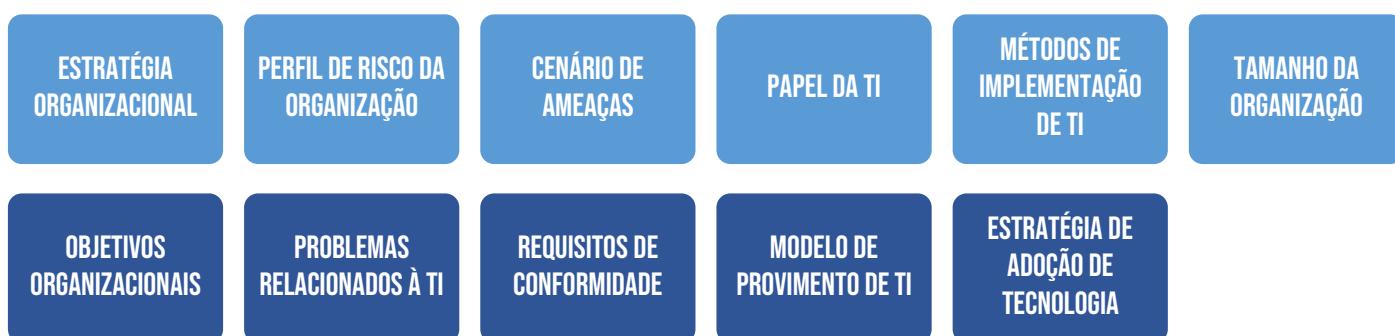 ESTRATÉGIA
ORGANIZACIONAL
PERFIL DE RISCO DA
ORGANIZAÇÃO
CENÁRIO DE
AMEAÇAS
PAPEL DA TI
MÉTODOS DE
IMPLEMENTAÇÃO
DE TI
TAMANHO DA
ORGANIZAÇÃO
OBJETIVOS
ORGANIZACIONAIS
PROBLEMAS
RELACIONADOS À TI
REQUISITOS DE
CONFORMIDADE
MODELO DE
PROVIMENTO DE TI
ESTRATÉGIA DE
ADOÇÃO DE
TECNOLOGIA